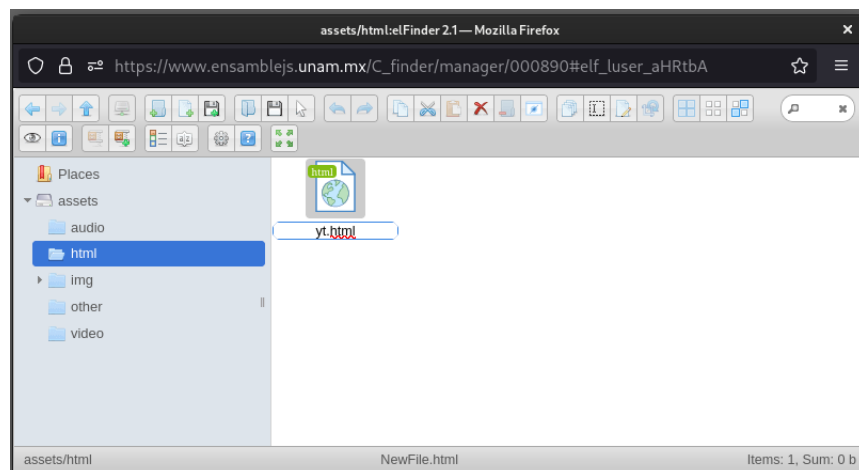 assets/html:elFinder 2.1— Mozilla Firefox
https://www.ensamblejs.unam.mx/C_finder/manager/000890#elf_luser_aHRtbA
Places
assets
audio
html
img
other
video
html
yt.html
assets/html NewFile.html Items: 1, Sum: 0 b